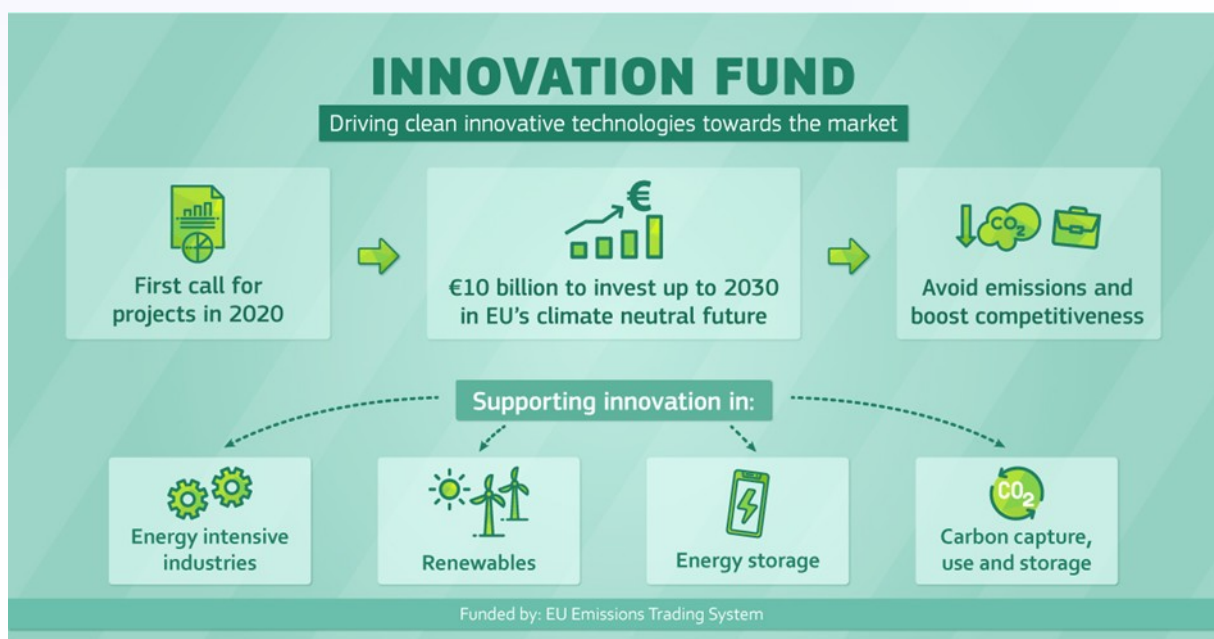 INNOVATION FUND
Driving clean innovative technologies towards the market
First call for
projects in 2020
€
€10 billion to invest up to 2030
in EU's climate neutral future
CO₂
Avoid emissions and
boost competitiveness
Supporting innovation in:
Energy intensive
industries
Renewables
Energy storage
CO₂
Carbon capture,
use and storage
Funded by: EU Emissions Trading System